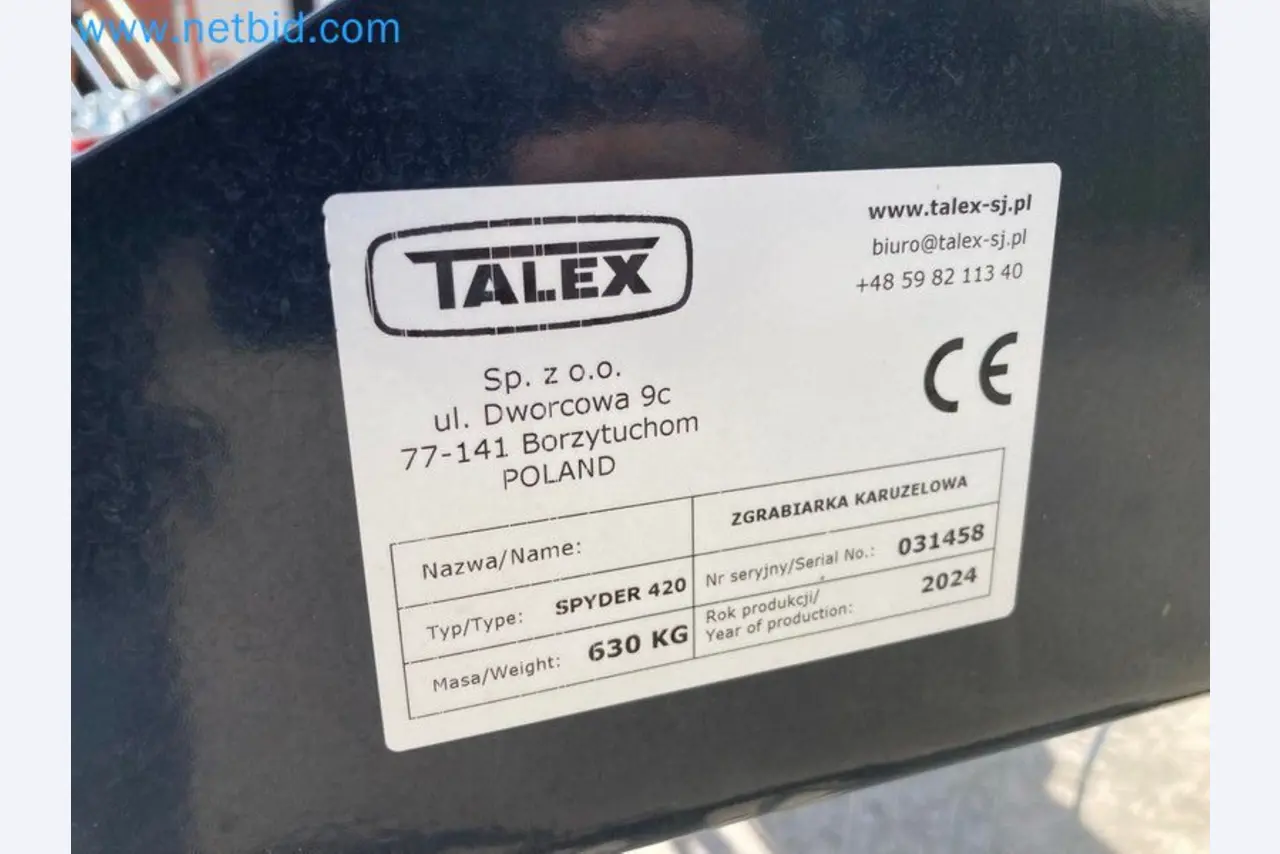 www.netbid.com
TALEX
www.talex-sj.pl
biuro@talex-sj.pl
+48 59 82 113 40
CE
Sp. z o.o.
ul. Dworcowa 9c
77-141 Borzytuchom
POLAND
Nazwa/Name:
ZGRABIARKA KARUZELOWA
Typ/Type: SPYDER 420
Nr seryjny/Serial No.: 031458
Masa/Weight: 630 KG
Rok produkcji/
Year of production: 2024